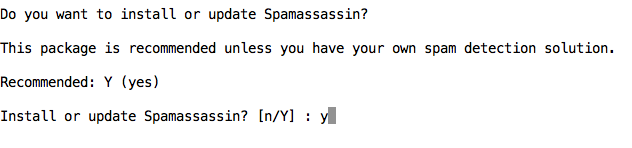 Do you want to install or update Spamassassin?
This package is recommended unless you have your own spam detection solution.
Recommended: Y (yes)
Install or update Spamassassin? [n/Y] : y